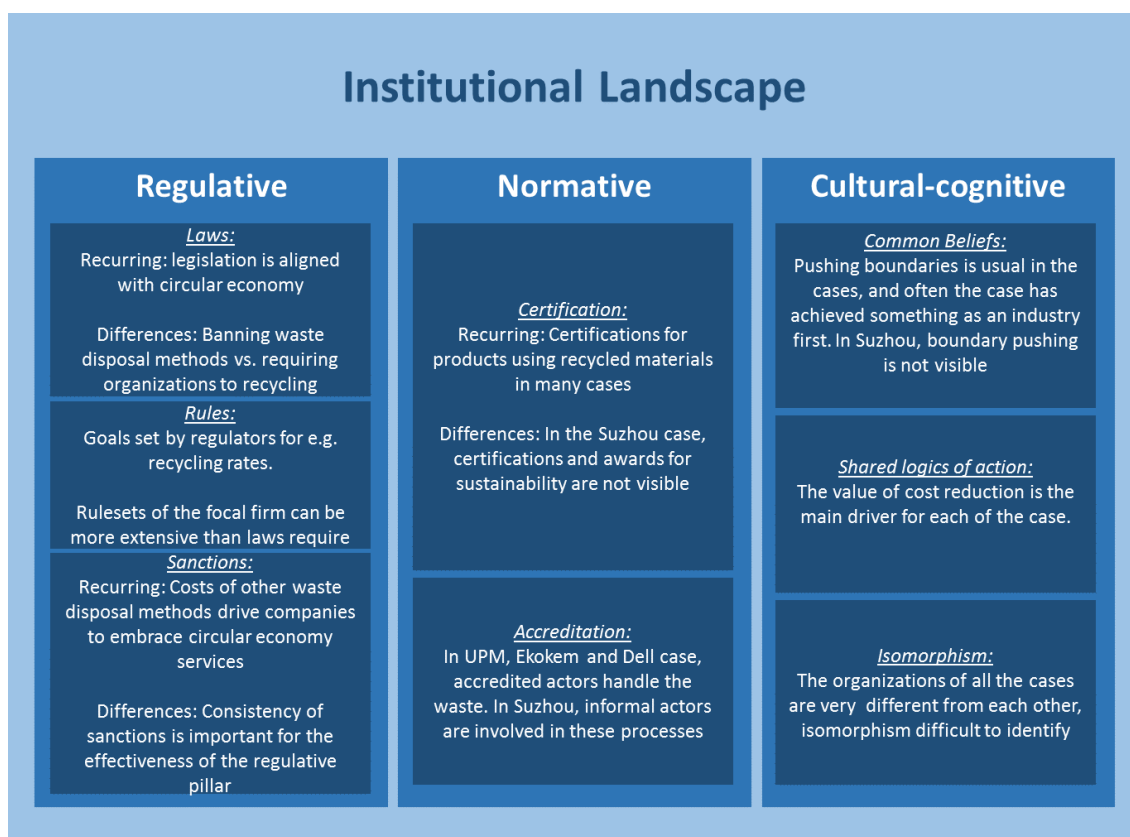 Institutional Landscape
Regulative
Laws:
Recurring: legislation is aligned
with circular economy
Differences: Banning waste
disposal methods vs. requiring
organizations to recycling
Rules:
Goals set by regulators for e.g.
recycling rates.
Rulesets of the focal firm can be
more extensive than laws require
Sanctions:
Recurring: Costs of other waste
disposal methods drive companies
to embrace circular economy
services
Differences: Consistency of
sanctions is important for the
effectiveness of the regulative
pillar
Normative
Certification:
Recurring: Certifications for
products using recycled materials
in many cases
Differences: In the Suzhou case,
certifications and awards for
sustainability are not visible
Accreditation:
In UPM, Ekokem and Dell case,
accredited actors handle the
waste. In Suzhou, informal actors
are involved in these processes
Cultural-cognitive
Common Beliefs:
Pushing boundaries is usual in the
cases, and often the case has
achieved something as an industry
first. In Suzhou, boundary pushing
is not visible
Shared logics of action:
The value of cost reduction is the
main driver for each of the case.
Isomorphism:
The organizations of all the cases
are very different from each other,
isomorphism difficult to identify